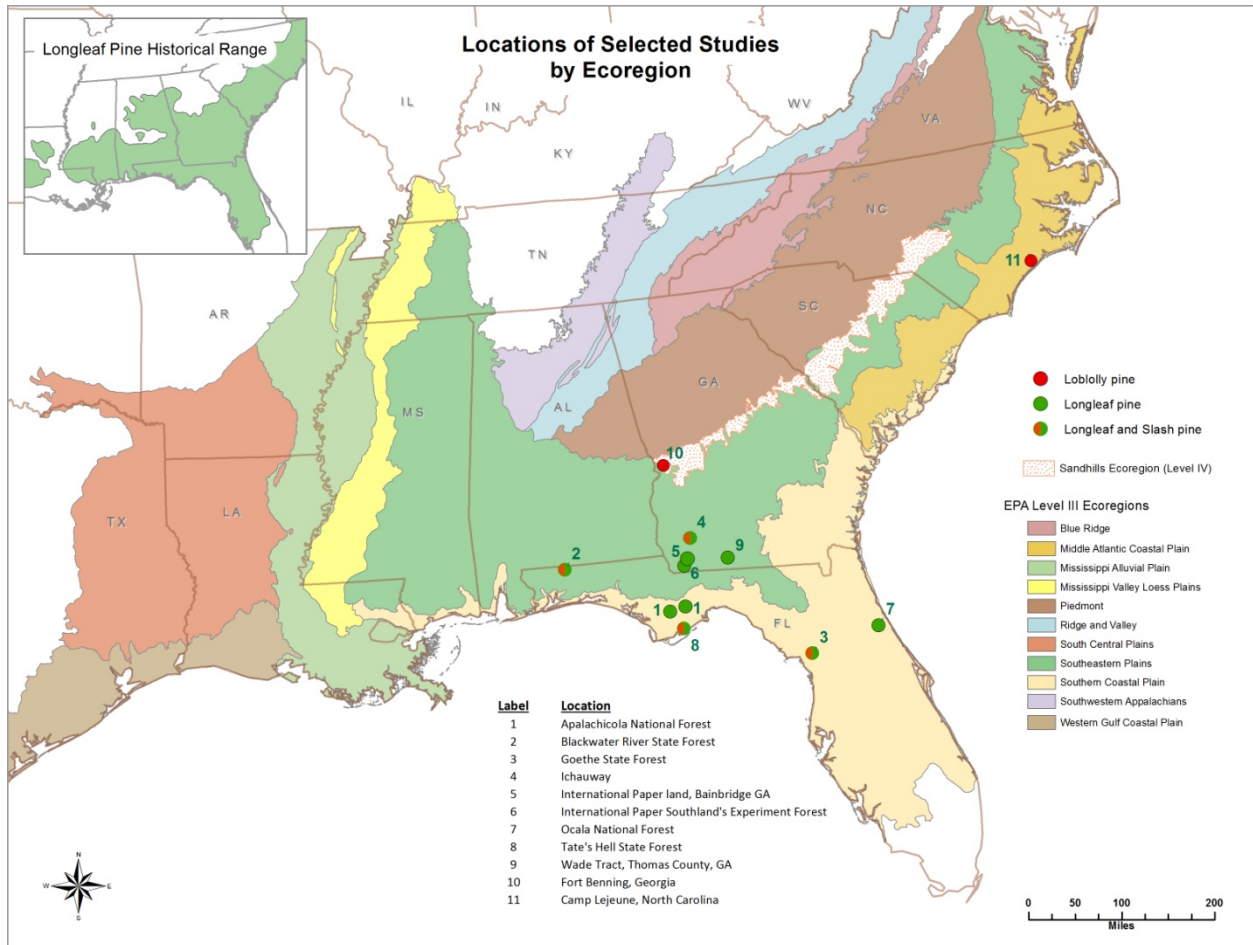 Longleaf Pine Historical Range
Locations of Selected Studies
by Ecoregion
IL
IN
WV
KY
VA
NC
TN
AR
SC
MS
AL
GA
TX
LA
FL
11
10
4
5
9
6
2
1
1
7
8
3
Loblolly pine
Longleaf pine
Longleaf and Slash pine
Sandhills Ecoregion (Level IV)
EPA Level III Ecoregions
Blue Ridge
Middle Atlantic Coastal Plain
Mississippi Alluvial Plain
Mississippi Valley Loess Plains
Piedmont
Ridge and Valley
South Central Plains
Southeastern Plains
Southern Coastal Plain
Southwestern Appalachians
Western Gulf Coastal Plain
Label Location
1 Apalachicola National Forest
2 Blackwater River State Forest
3 Goethe State Forest
4 Ichauway
5 International Paper land, Bainbridge GA
6 International Paper Southland's Experiment Forest
7 Ocala National Forest
8 Tate's Hell State Forest
9 Wade Tract, Thomas County, GA
10 Fort Benning, Georgia
11 Camp Lejeune, North Carolina
N
W E
S
0 50 100 200
Miles